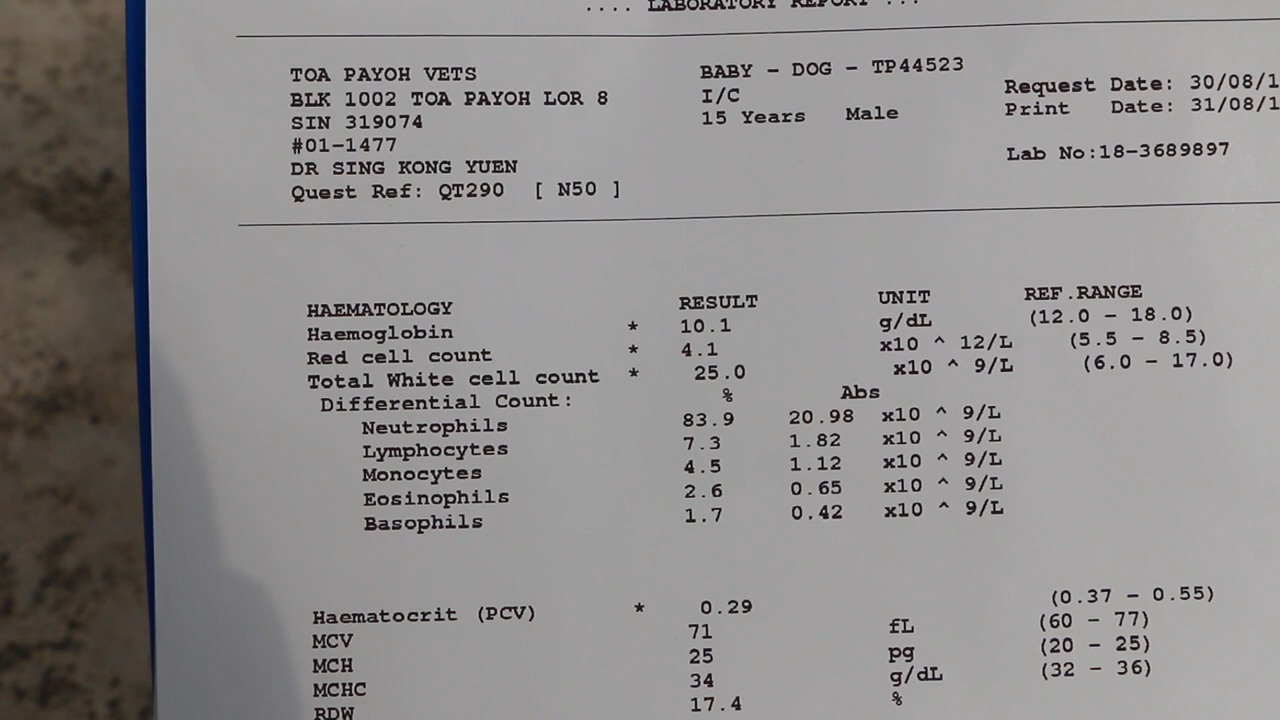 .... LABORATORY REPORT ...
TOA PAYOH VETS
BLK 1002 TOA PAYOH LOR 8
SIN 319074
#01-1477
DR SING KONG YUEN
Quest Ref: QT290 [ N50 ]
BABY - DOG - TP44523
I/C
15 Years Male
Request Date: 30/08/1
Print Date: 31/08/1
Lab No:18-3689897
HAEMATOLOGY RESULT UNIT REF.RANGE
Haemoglobin * 10.1 g/dL (12.0 - 18.0)
Red cell count * 4.1 x10 ^ 12/L (5.5 - 8.5)
Total White cell count * 25.0 x10 ^ 9/L (6.0 - 17.0)
Differential Count: % Abs
Neutrophils 83.9 20.98 x10 ^ 9/L
Lymphocytes 7.3 1.82 x10 ^ 9/L
Monocytes 4.5 1.12 x10 ^ 9/L
Eosinophils 2.6 0.65 x10 ^ 9/L
Basophils 1.7 0.42 x10 ^ 9/L
Haematocrit (PCV) * 0.29 (0.37 - 0.55)
MCV 71 fL (60 - 77)
MCH 25 pg (20 - 25)
MCHC 34 g/dL (32 - 36)
RDW 17.4 %